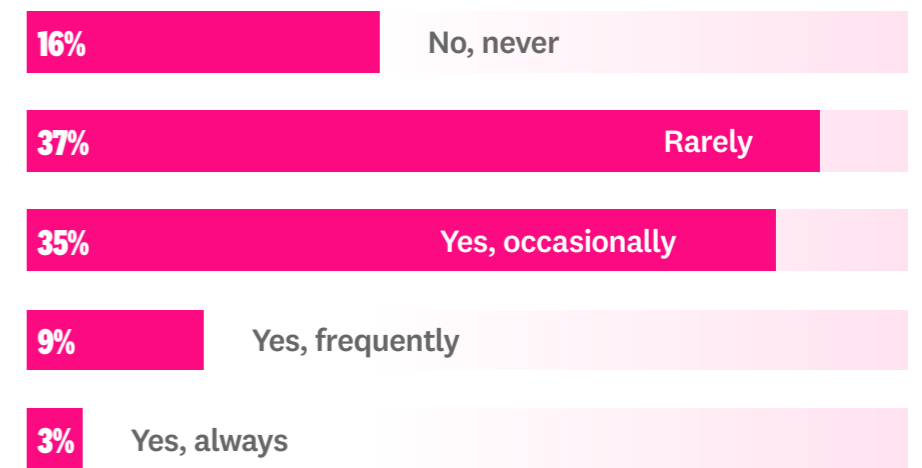 16% No, never
37% Rarely
35% Yes, occasionally
9% Yes, frequently
3% Yes, always